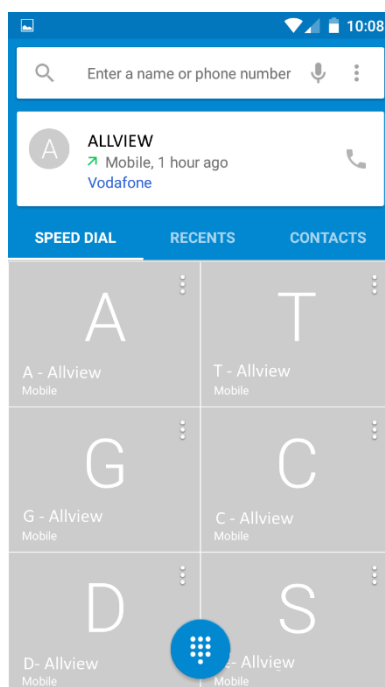 10:08
Enter a name or phone number
A
ALLVIEW
Mobile, 1 hour ago
Vodafone
SPEED DIAL RECENTS CONTACTS
A T
A - Allview T - Allview
Mobile Mobile
G C
G - Allview C - Allview
Mobile Mobile
D S
D- Allview - Allview
Mobile Mobile